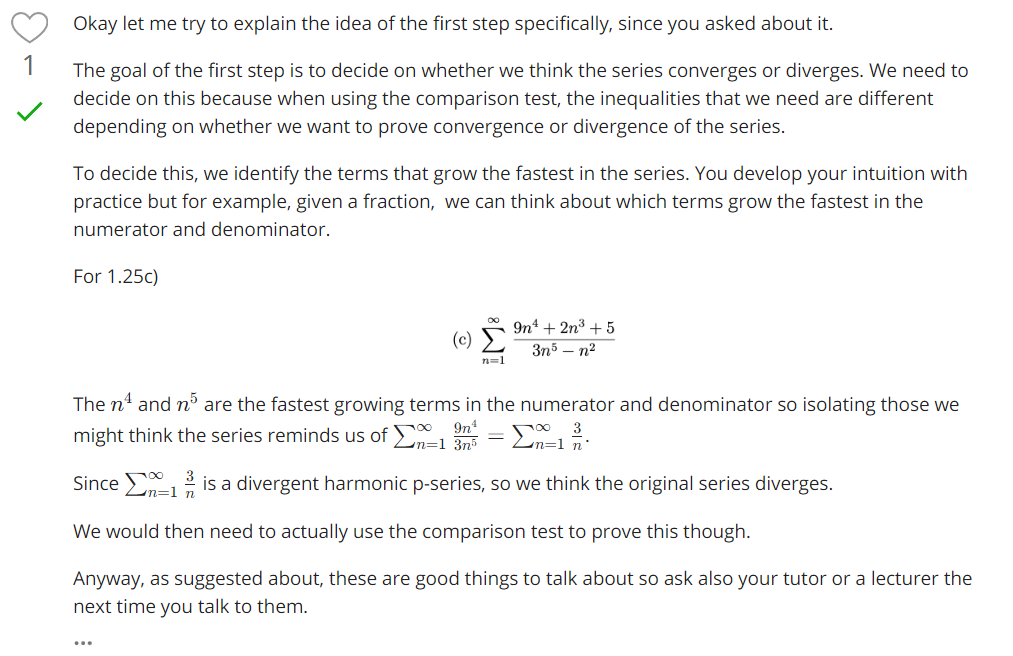 Okay let me try to explain the idea of the first step specifically, since you asked about it.
1
The goal of the first step is to decide on whether we think the series converges or diverges. We need to
decide on this because when using the comparison test, the inequalities that we need are different
depending on whether we want to prove convergence or divergence of the series.
To decide this, we identify the terms that grow the fastest in the series. You develop your intuition with
practice but for example, given a fraction,  we can think about which terms grow the fastest in the
numerator and denominator.
For 1.25c)
(c) $\sum_{n=1}^{\infty} \frac{9n^4 + 2n^3 + 5}{3n^5 - n^2}$
The $n^4$ and $n^5$ are the fastest growing terms in the numerator and denominator so isolating those we
might think the series reminds us of $\sum_{n=1}^{\infty} \frac{9n^4}{3n^5} = \sum_{n=1}^{\infty} \frac{3}{n}$.
Since $\sum_{n=1}^{\infty} \frac{3}{n}$ is a divergent harmonic p-series, so we think the original series diverges.
We would then need to actually use the comparison test to prove this though.
Anyway, as suggested about, these are good things to talk about so ask also your tutor or a lecturer the
next time you talk to them.
...